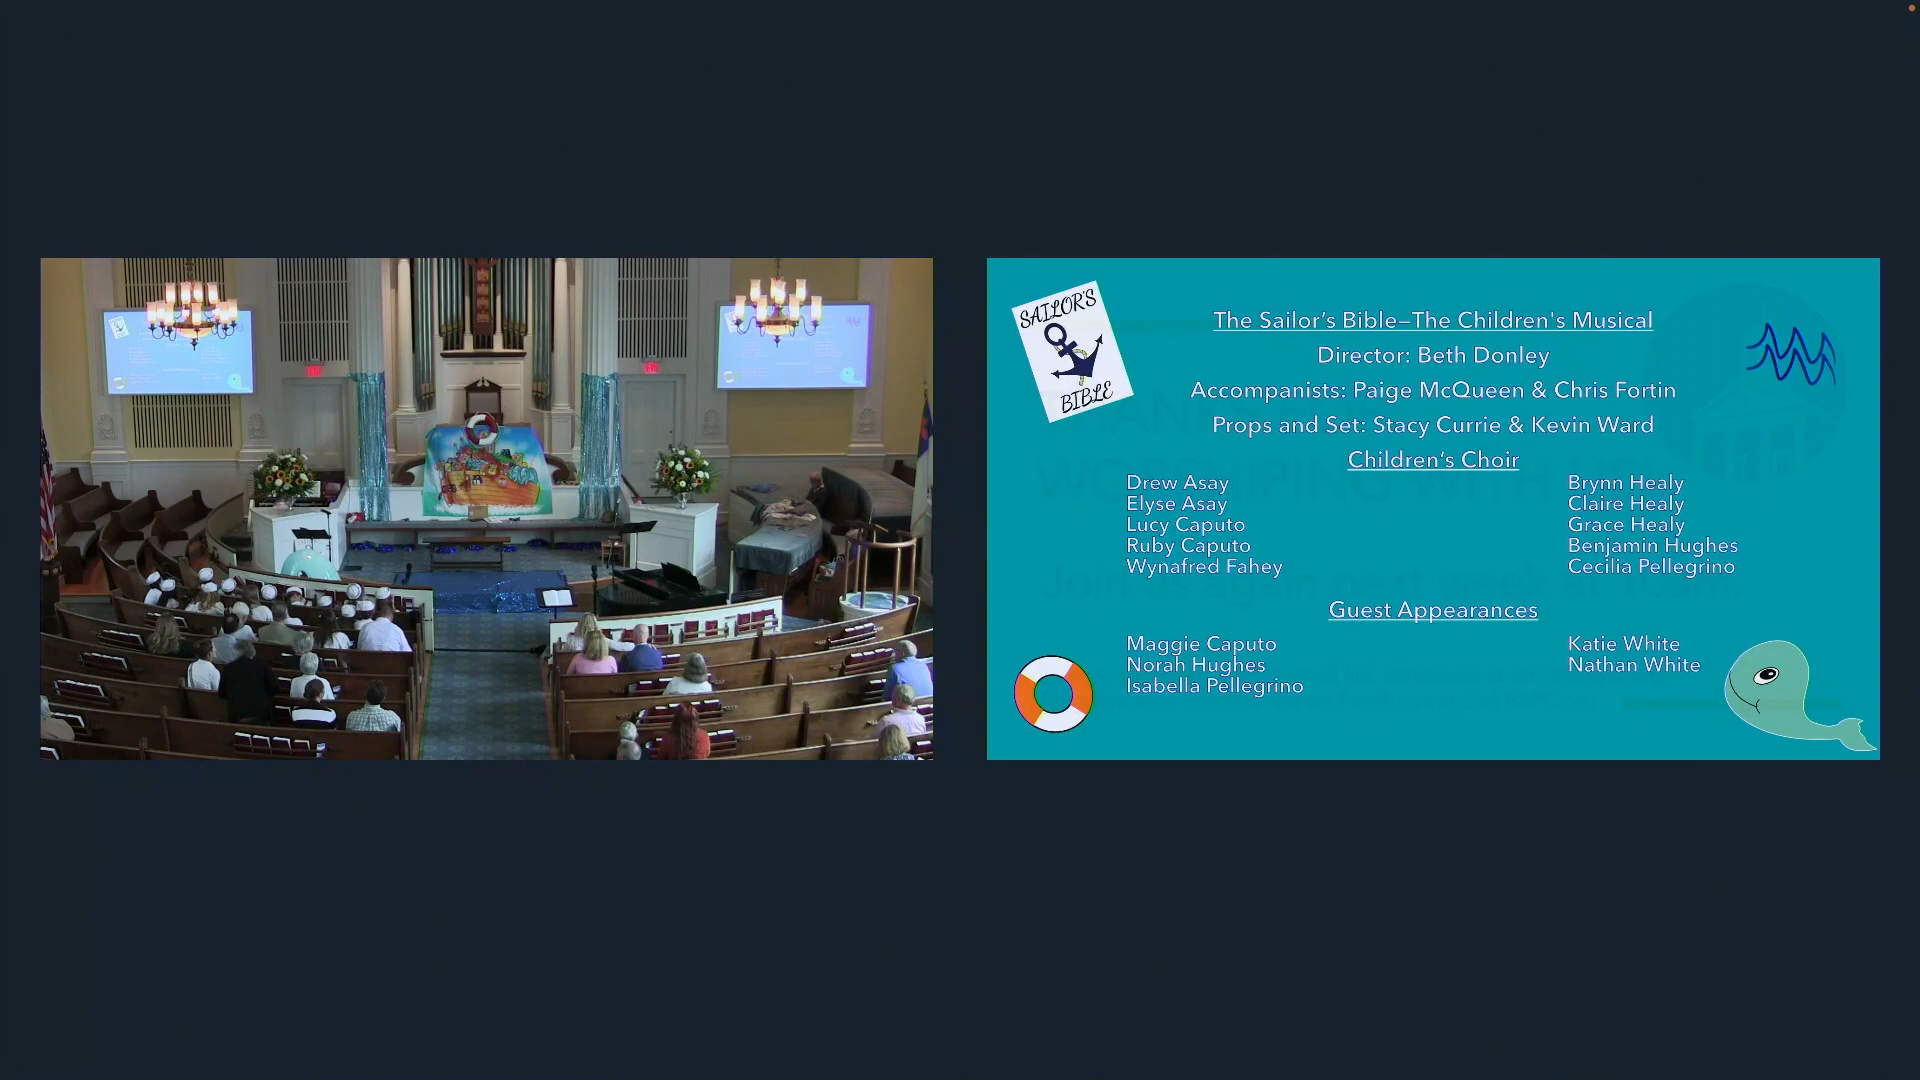 SAILOR'S
BIBLE
The Sailor's Bible—The Children's Musical
Director: Beth Donley
Accompanists: Paige McQueen & Chris Fortin
Props and Set: Stacy Currie & Kevin Ward
Children's Choir
Drew Asay
Elyse Asay
Lucy Caputo
Ruby Caputo
Wynafred Fahey
Brynn Healy
Claire Healy
Grace Healy
Benjamin Hughes
Cecilia Pellegrino
Guest Appearances
Maggie Caputo
Norah Hughes
Isabella Pellegrino
Katie White
Nathan White